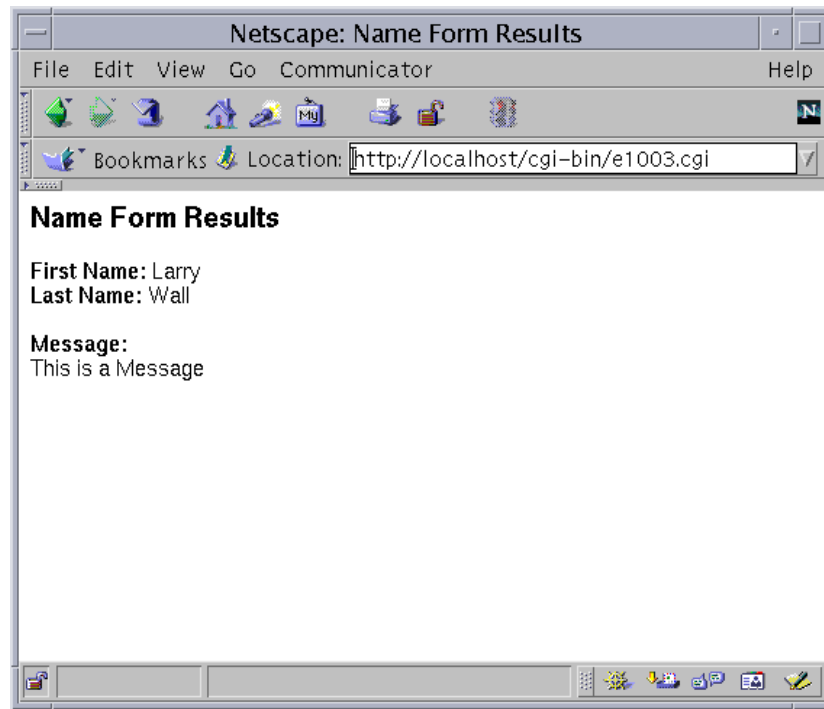 Netscape: Name Form Results
File Edit View Go Communicator Help
My N
Bookmarks Location: http://localhost/cgi-bin/e1003.cgi
Name Form Results
First Name: Larry
Last Name: Wall
Message:
This is a Message